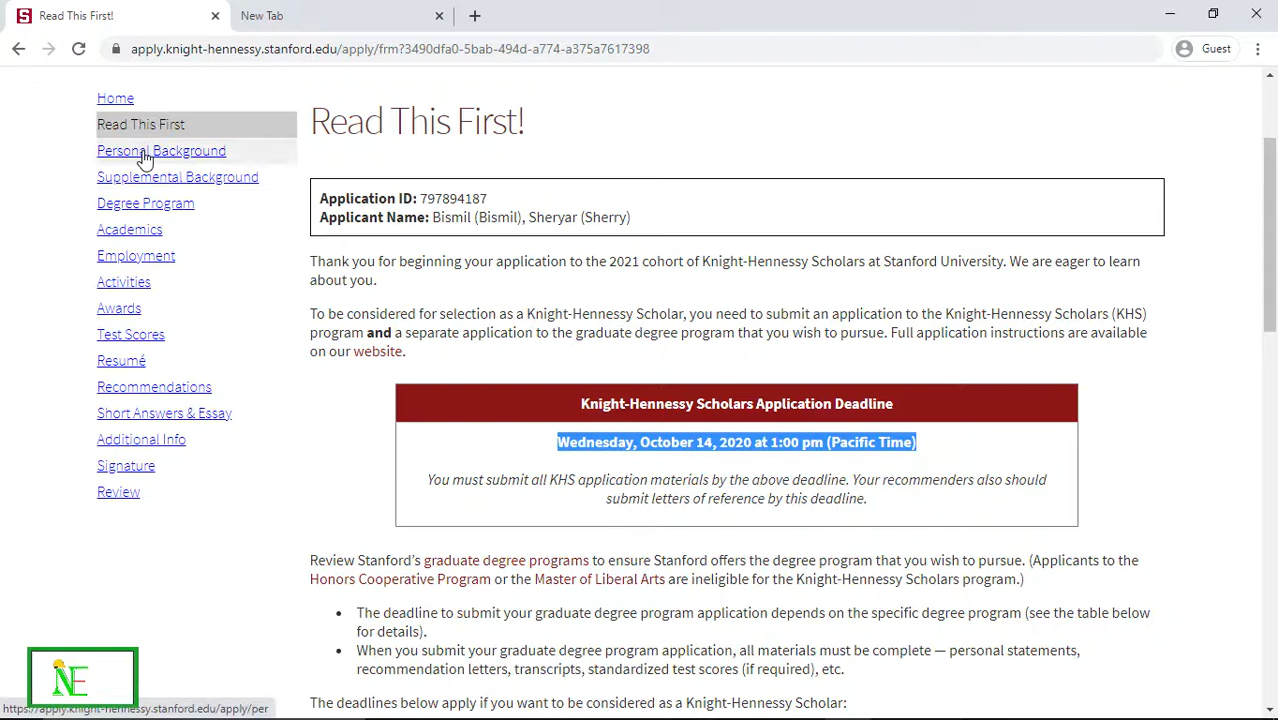 Read This First!
New Tab
apply.knight-hennessy.stanford.edu/apply/frm?3490dfa0-5bab-494d-a774-a375a7617398
Guest
Home
Read This First
Personal Background
Supplemental Background
Degree Program
Academics
Employment
Activities
Awards
Test Scores
Resumé
Recommendations
Short Answers & Essay
Additional Info
Signature
Review
Read This First!
Application ID: 797894187
Applicant Name: Bismil (Bismil), Sheryar (Sherry)
Thank you for beginning your application to the 2021 cohort of Knight-Hennessy Scholars at Stanford University. We are eager to learn
about you.
To be considered for selection as a Knight-Hennessy Scholar, you need to submit an application to the Knight-Hennessy Scholars (KHS)
program and a separate application to the graduate degree program that you wish to pursue. Full application instructions are available
on our website.
Knight-Hennessy Scholars Application Deadline
Wednesday, October 14, 2020 at 1:00 pm (Pacific Time)
You must submit all KHS application materials by the above deadline. Your recommenders also should
submit letters of reference by this deadline.
Review Stanford’s graduate degree programs to ensure Stanford offers the degree program that you wish to pursue. (Applicants to the
Honors Cooperative Program or the Master of Liberal Arts are ineligible for the Knight-Hennessy Scholars program.)
• The deadline to submit your graduate degree program application depends on the specific degree program (see the table below
for details).
• When you submit your graduate degree program application, all materials must be complete — personal statements,
recommendation letters, transcripts, standardized test scores (if required), etc.
The deadlines below apply if you want to be considered as a Knight-Hennessy Scholar:
NE
https://apply.knight-hennessy.stanford.edu/apply/per